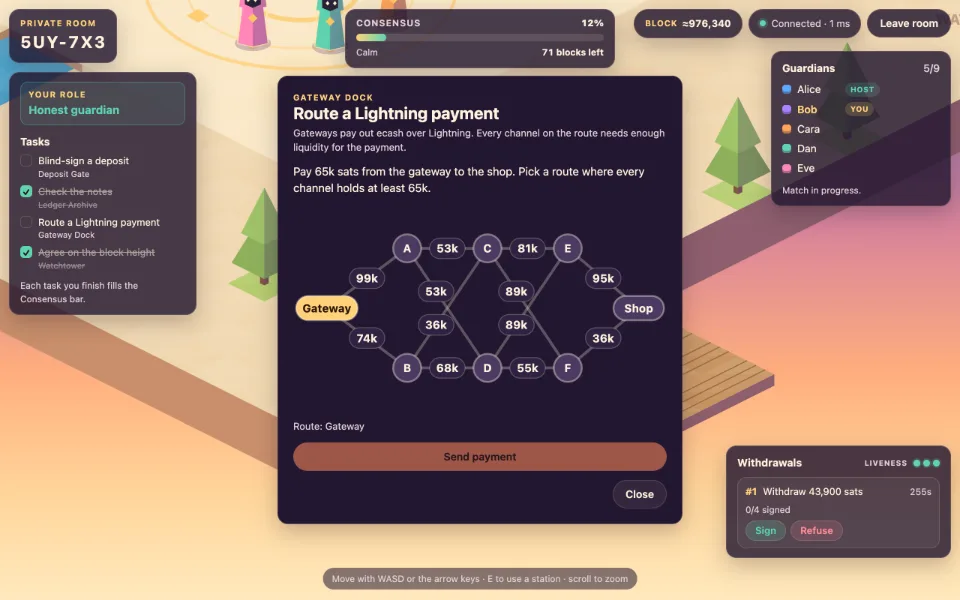 PRIVATE ROOM
5UY-7X3
CONSENSUS 12%
Calm 71 blocks left
BLOCK ≈976,340
Connected · 1 ms
Leave room
YOUR ROLE
Honest guardian
Tasks
Blind-sign a deposit
Deposit Gate
Check the notes
Ledger Archive
Route a Lightning payment
Gateway Dock
Agree on the block height
Watchtower
Each task you finish fills the
Consensus bar.
GATEWAY DOCK
Route a Lightning payment
Gateways pay out ecash over Lightning. Every channel on the route needs enough
liquidity for the payment.
Pay 65k sats from the gateway to the shop. Pick a route where every
channel holds at least 65k.
A 53k C 81k E
99k 95k
53k 89k
Gateway Shop
36k 89k
74k 36k
B 68k D 55k F
Route: Gateway
Send payment
Close
Guardians 5/9
Alice HOST
Bob YOU
Cara
Dan
Eve
Match in progress.
Withdrawals LIVENESS
#1 Withdraw 43,900 sats 255s
0/4 signed
Sign Refuse
Move with WASD or the arrow keys · E to use a station · scroll to zoom